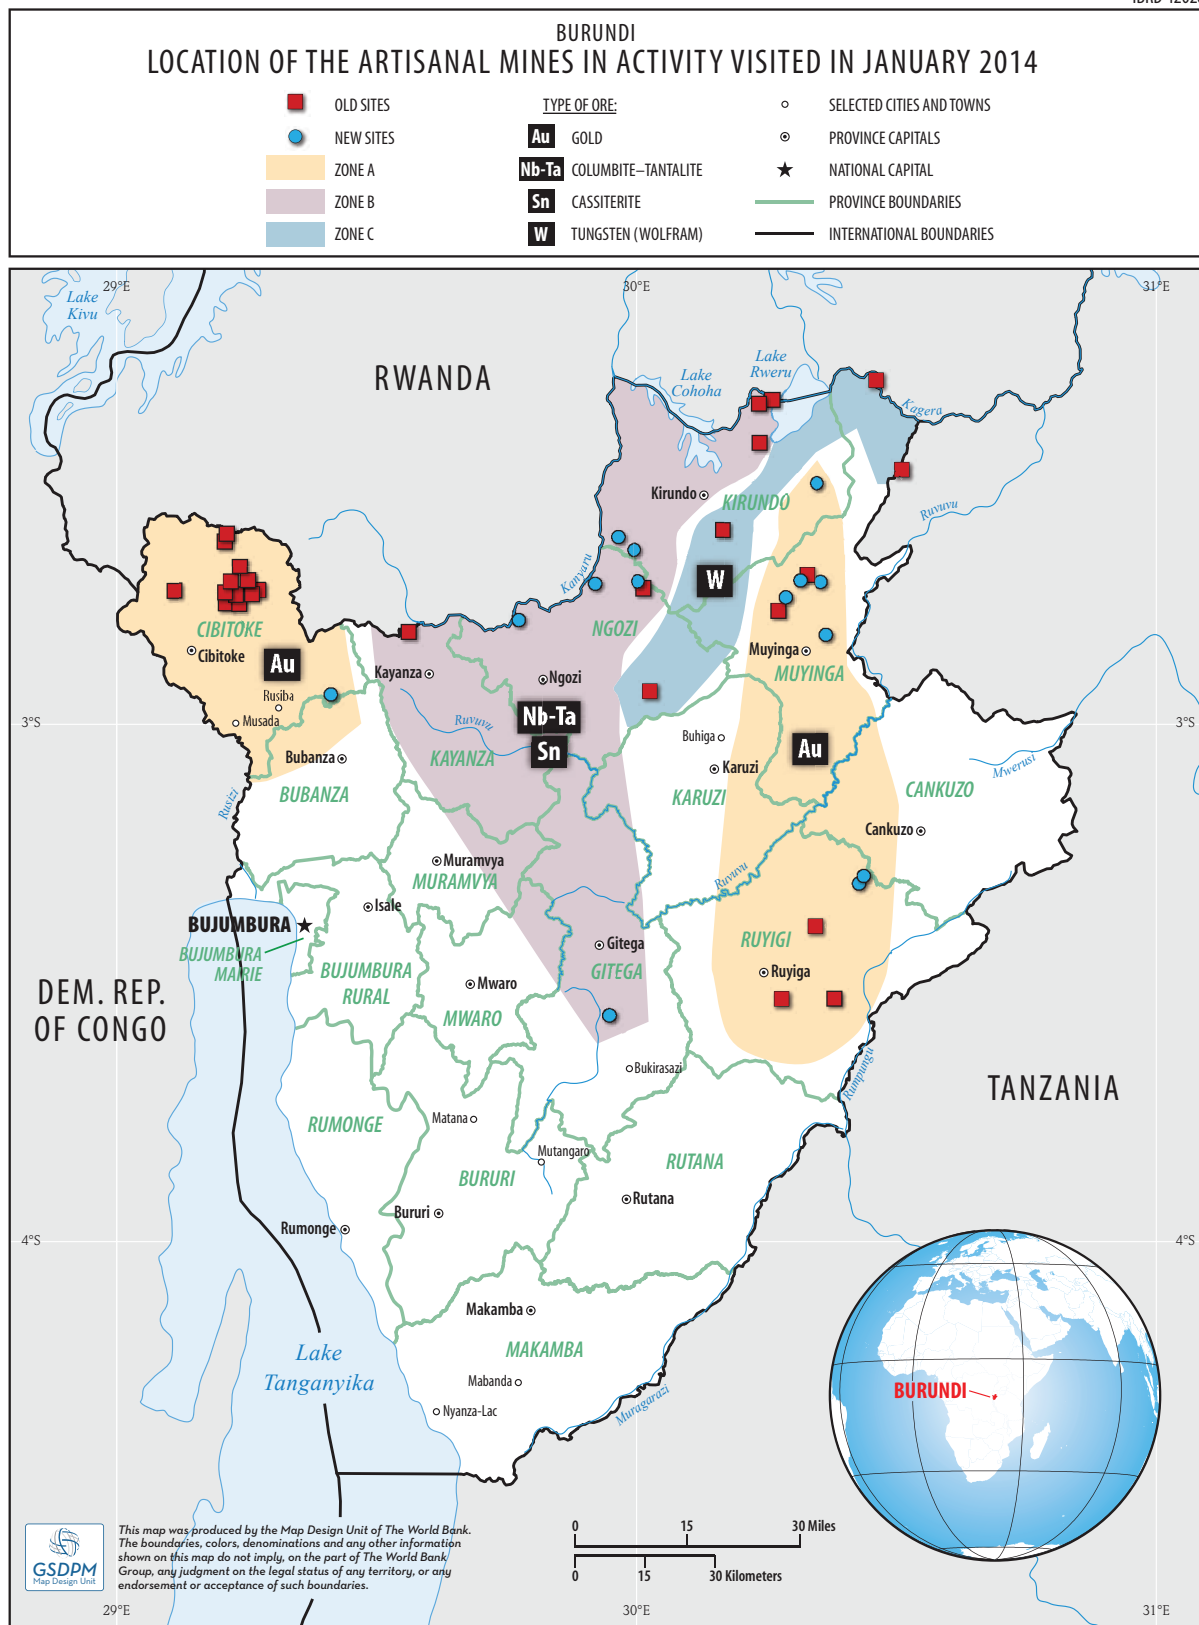 BURUNDI
LOCATION OF THE ARTISANAL MINES IN ACTIVITY VISITED IN JANUARY 2014
OLD SITES
NEW SITES
ZONE A
ZONE B
ZONE C
TYPE OF ORE:
Au GOLD
Nb-Ta COLUMBITE–TANTALITE
Sn CASSITERITE
W TUNGSTEN (WOLFRAM)
SELECTED CITIES AND TOWNS
PROVINCE CAPITALS
NATIONAL CAPITAL
PROVINCE BOUNDARIES
INTERNATIONAL BOUNDARIES
29°E
30°E
31°E
Lake
Kivu
RWANDA
Lake
Cohoha
Lake
Rweru
Kagera
Kirundo
KIRUNDO
Ruvuvu
Kanyaru
W
CIBITOKE
Cibitoke
Au
NGOZI
Muyinga
MUYINGA
Kayanza
Ngozi
Rusiba
Musada
Nb-Ta
Sn
Ruvuvu
3°S
3°S
Buhiga
Au
Bubanza
KAYANZA
Karuzi
KARUZI
Mwerusi
CANKUZO
BUBANZA
Rusizi
Cankuzo
Muramvya
MURAMVYA
Ruvuvu
Isale
BUJUMBURA
BUJUMBURA
MAIRIE
Gitega
GITEGA
RUYIGI
Ruyiga
BUJUMBURA
RURAL
Mwaro
MWARO
DEM. REP.
OF CONGO
Bukirasazi
Rumpungu
TANZANIA
RUMONGE
Matana
Mutangaro
RUTANA
BURURI
Rutana
Bururi
Rumonge
4°S
4°S
Makamba
MAKAMBA
Lake
Tanganyika
Mabanda
Nyanza-Lac
Muragarazi
BURUNDI
GSDPM
Map Design Unit
This map was produced by the Map Design Unit of The World Bank.
The boundaries, colors, denominations and any other information
shown on this map do not imply, on the part of The World Bank
Group, any judgment on the legal status of any territory, or any
endorsement or acceptance of such boundaries.
0 15 30 Miles
0 15 30 Kilometers
29°E
30°E
31°E